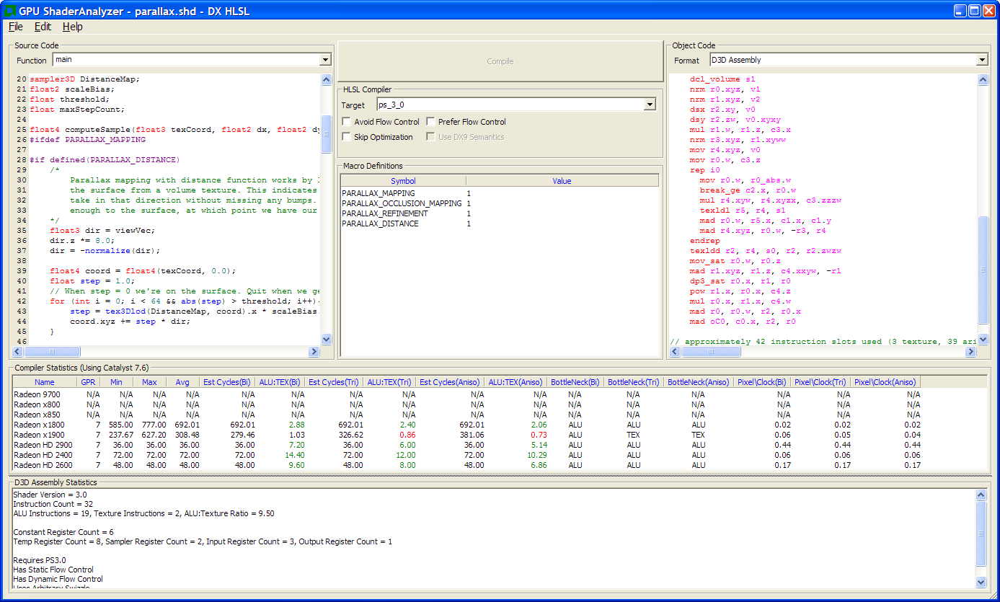 GPU ShaderAnalyzer - parallax.shd - DX HLSL
File Edit Help
Source Code
Function main
20 sampler3D DistanceMap;
21 float2 scaleBias;
22 float threshold;
23 float maxStepCount;
24
25 float4 computeSample(float3 texCoord, float2 dx, float2 dy
26 #ifdef PARALLAX_MAPPING
27
28 #if defined(PARALLAX_DISTANCE)
29 /*
30 Parallax mapping with distance function works by
31 the surface from a volume texture. This indicates
32 take in that direction without missing any bumps.
33 enough to the surface, at which point we have our
34 */
35 float3 dir = viewVec;
36 dir.z *= 8.0;
37 dir = -normalize(dir);
38
39 float4 coord = float4(texCoord, 0.0);
40 float step = 1.0;
41 // When step = 0 we're on the surface. Quit when we ge
42 for (int i = 0; i < 64 && abs(step) > threshold; i++)
43 step = tex3Dlod(DistanceMap, coord).x * scaleBias.
44 coord.xyz += step * dir;
45 }
46
Compile
HLSL Compiler
Target ps_3_0
Avoid Flow Control Prefer Flow Control
Skip Optimization Use DX9 Semantics
Macro Definitions
Symbol Value
PARALLAX_MAPPING 1
PARALLAX_OCCLUSION_MAPPING 1
PARALLAX_REFINEMENT 1
PARALLAX_DISTANCE 1
Object Code
Format D3D Assembly
dcl_volume s1
nrm r0.xyz, v1
nrm r1.xyz, v2
dsx r2.xy, v0
dsy r2.zw, v0.xyxy
mul r1.w, r1.z, c3.x
nrm r3.xyz, r1.xyww
mov r4.xyz, v0
mov r0.w, c3.z
rep i0
mov r0.w, r0_abs.w
break_ge c2.x, r0.w
mul r4.xyw, r4.xyzx, c3.zzzw
texldl r5, r4, s1
mad r0.w, r5.x, c1.x, c1.y
mad r4.xyz, r0.w, -r3, r4
endrep
texldd r2, r4, s0, r2, r2.zwzw
mov_sat r0.w, r0.z
mad r1.xyz, r1.z, c4.xxyw, -r1
dp3_sat r0.x, r1, r0
pow r1.x, r0.x, c4.z
mul r0.x, r1.x, c4.w
mad r0, r0.w, r2, r0.x
mad oC0, c0.x, r2, r0
// approximately 42 instruction slots used (3 texture, 39 ari
Compiler Statistics (Using Catalyst 7.6)
Name GPR Min Max Avg Est Cycles(Bi) ALU:TEX(Bi) Est Cycles(Tri) ALU:TEX(Tri) Est Cycles(Aniso) ALU:TEX(Aniso) BottleNeck(Bi) BottleNeck(Tri) BottleNeck(Aniso) Pixel\Clock(Bi) Pixel\Clock(Tri) Pixel\Clock(Aniso)
Radeon 9700 N/A N/A N/A N/A N/A N/A N/A N/A N/A N/A N/A N/A N/A N/A N/A N/A
Radeon x800 N/A N/A N/A N/A N/A N/A N/A N/A N/A N/A N/A N/A N/A N/A N/A N/A
Radeon x850 N/A N/A N/A N/A N/A N/A N/A N/A N/A N/A N/A N/A N/A N/A N/A N/A
Radeon x1800 7 585.00 777.00 692.01 692.01 2.88 692.01 2.40 692.01 2.06 ALU ALU ALU 0.02 0.02 0.02
Radeon x1900 7 237.67 627.20 308.48 279.46 1.03 326.62 0.86 381.06 0.73 ALU TEX TEX 0.06 0.05 0.04
Radeon HD 2900 7 36.00 36.00 36.00 36.00 7.20 36.00 6.00 36.00 5.14 ALU ALU ALU 0.44 0.44 0.44
Radeon HD 2400 7 72.00 72.00 72.00 72.00 14.40 72.00 12.00 72.00 10.29 ALU ALU ALU 0.06 0.06 0.06
Radeon HD 2600 7 48.00 48.00 48.00 48.00 9.60 48.00 8.00 48.00 6.86 ALU ALU ALU 0.17 0.17 0.17
D3D Assembly Statistics
Shader Version = 3.0
Instruction Count = 32
ALU Instructions = 19, Texture Instructions = 2, ALU:Texture Ratio = 9.50
Constant Register Count = 6
Temp Register Count = 8, Sampler Register Count = 2, Input Register Count = 3, Output Register Count = 1
Requires PS3.0
Has Static Flow Control
Has Dynamic Flow Control
Uses Arbitrary Swizzle